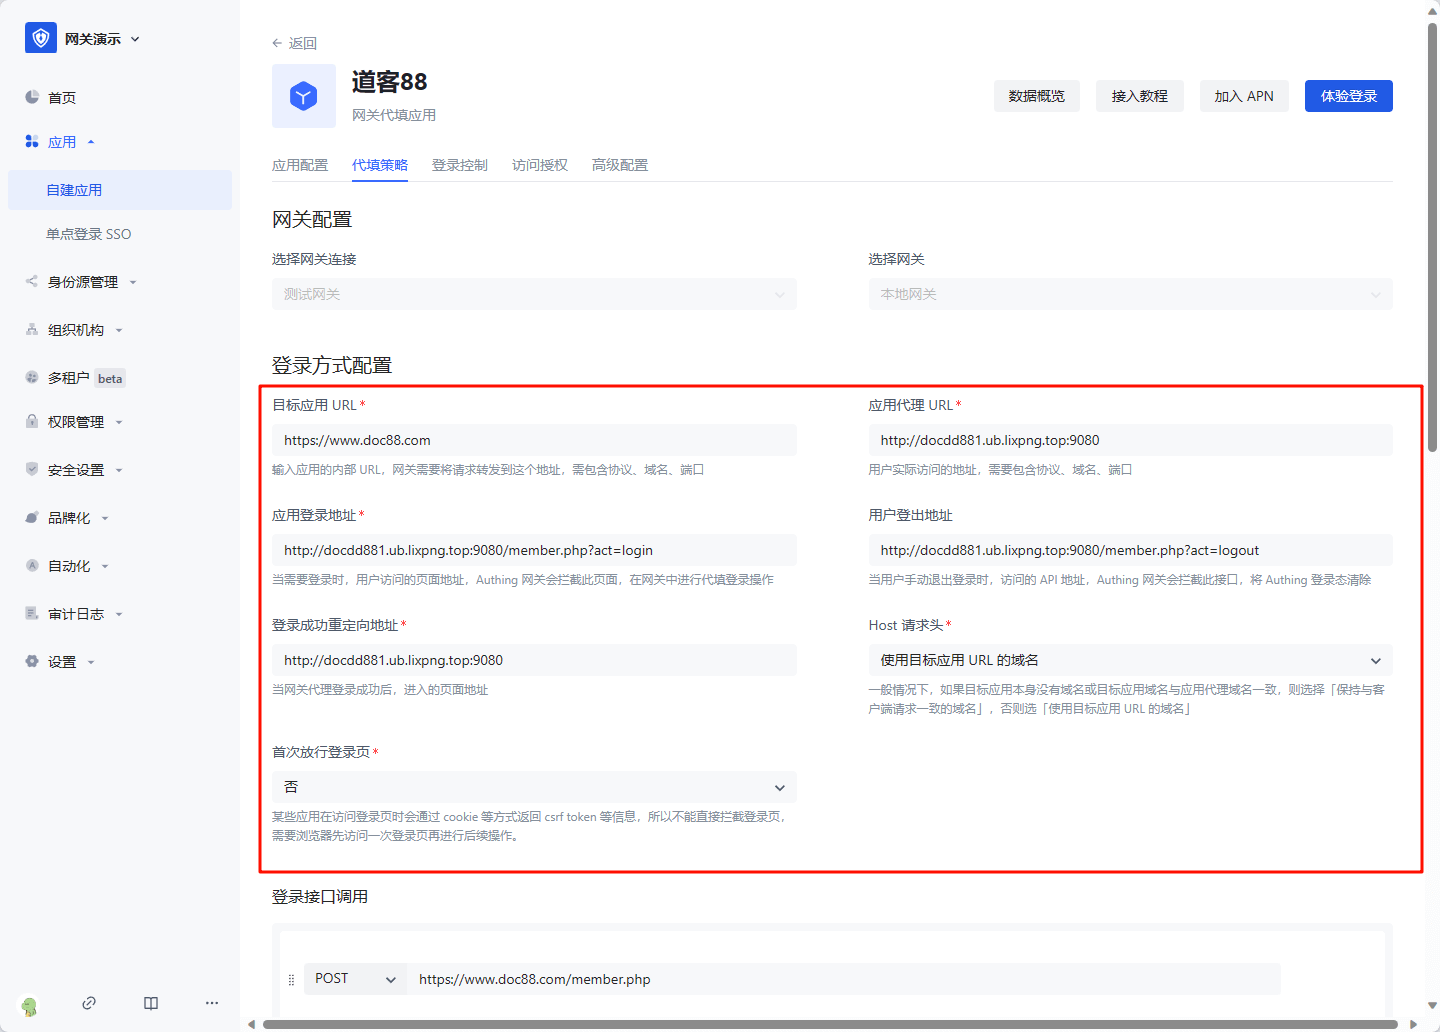 网关演示
首页
应用
自建应用
单点登录 SSO
身份源管理
组织机构
多租户 beta
权限管理
安全设置
品牌化
自动化
审计日志
设置
返回
道客88
网关代填应用
数据概览
接入教程
加入 APN
体验登录
应用配置
代填策略
登录控制
访问授权
高级配置
网关配置
选择网关连接
测试网关
选择网关
本地网关
登录方式配置
目标应用 URL*
https://www.doc88.com
输入应用的内部 URL，网关需要将请求转发到这个地址，需包含协议、域名、端口
应用代理 URL*
http://docdd881.ub.lixpng.top:9080
用户实际访问的地址，需要包含协议、域名、端口
应用登录地址*
http://docdd881.ub.lixpng.top:9080/member.php?act=login
当需要登录时，用户访问的页面地址，Authing 网关会拦截此页面，在网关中进行代填登录操作
用户登出地址
http://docdd881.ub.lixpng.top:9080/member.php?act=logout
当用户手动退出登录时，访问的 API 地址，Authing 网关会拦截此接口，将 Authing 登录态清除
登录成功重定向地址*
http://docdd881.ub.lixpng.top:9080
当网关代理登录成功后，进入的页面地址
Host 请求头*
使用目标应用 URL 的域名
一般情况下，如果目标应用本身没有域名或目标应用域名与应用代理域名一致，则选择「保持与客
户端请求一致的域名」，否则选「使用目标应用 URL 的域名」
首次放行登录页*
否
某些应用在访问登录页时会通过 cookie 等方式返回 csrf token 等信息，所以不能直接拦截登录页，
需要浏览器先访问一次登录页再进行后续操作。
登录接口调用
POST
https://www.doc88.com/member.php